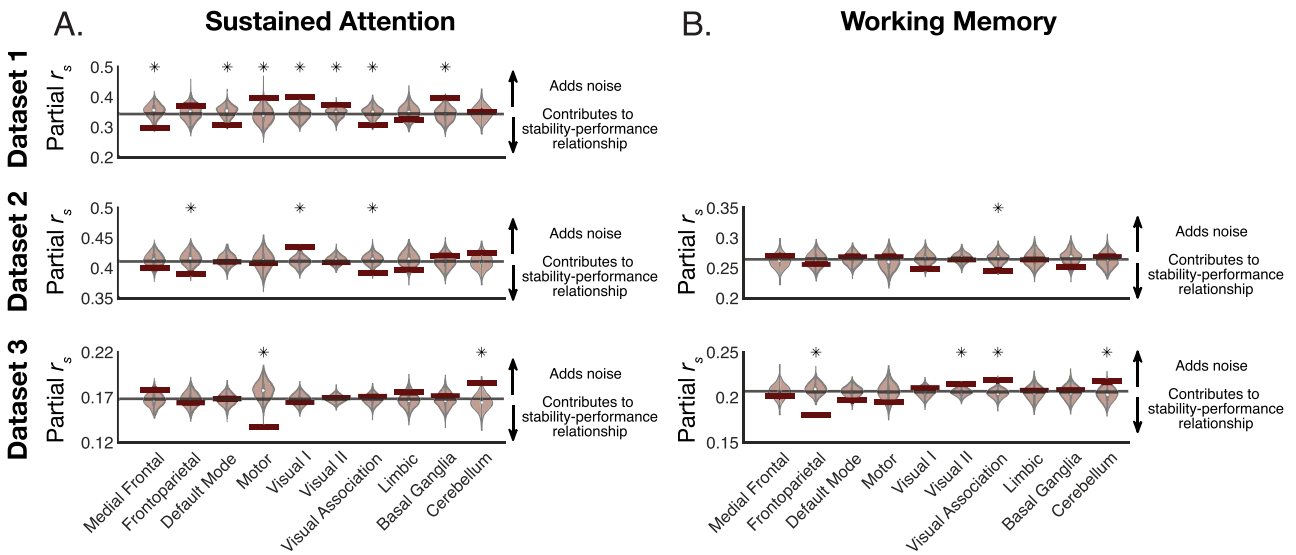 A.
Sustained Attention
B.
Working Memory
Dataset 1
Partial rs
0.5
0.4
0.3
0.2
* * * * * * *
Adds noise
Contributes to
stability-performance
relationship
Dataset 2
Partial rs
0.5
0.45
0.4
0.35
* * *
Adds noise
Contributes to
stability-performance
relationship
Partial rs
0.35
0.3
0.25
0.2
*
Adds noise
Contributes to
stability-performance
relationship
Dataset 3
Partial rs
0.22
0.17
0.12
* *
Adds noise
Contributes to
stability-performance
relationship
Medial Frontal
Frontoparietal
Default Mode
Motor
Visual I
Visual II
Visual Association
Limbic
Basal Ganglia
Cerebellum
Partial rs
0.25
0.2
0.15
* * * *
Adds noise
Contributes to
stability-performance
relationship
Medial Frontal
Frontoparietal
Default Mode
Motor
Visual I
Visual II
Visual Association
Limbic
Basal Ganglia
Cerebellum